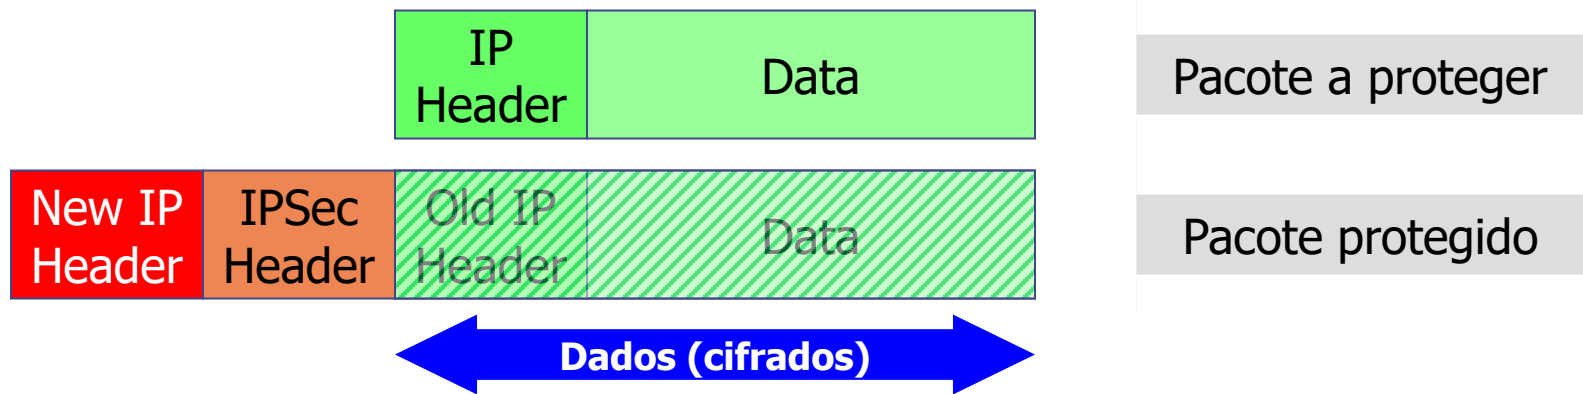 IP
Header
Data
Pacote a proteger
New IP
Header
IPSec
Header
Old IP
Header
Data
Pacote protegido
Dados (cifrados)